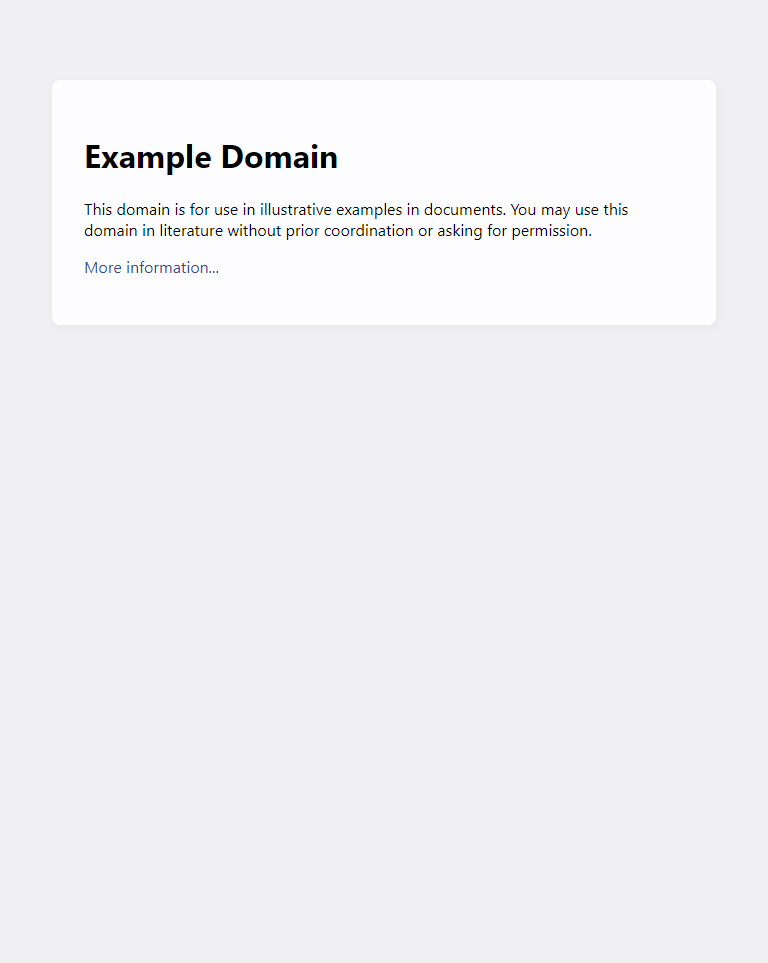 Example Domain
This domain is for use in illustrative examples in documents. You may use this
domain in literature without prior coordination or asking for permission.
More information...